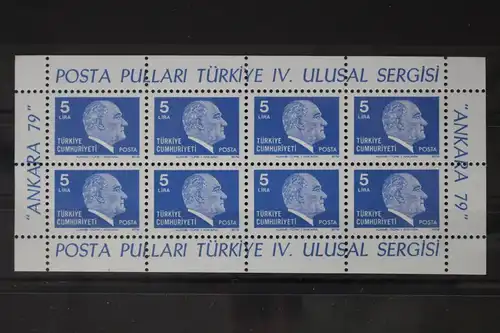 POSTA PULLARI TÜRKİYE IV. ULUSAL SERGİSİ
"ANKARA 79"
5 5 5 5
LİRA LİRA LİRA LİRA
TÜRKİYE TÜRKİYE TÜRKİYE TÜRKİYE
CUMHURİYETİ POSTA CUMHURİYETİ POSTA CUMHURİYETİ POSTA CUMHURİYETİ POSTA
5 5 5 5
LİRA LİRA LİRA LİRA
TÜRKİYE TÜRKİYE TÜRKİYE TÜRKİYE
CUMHURİYETİ POSTA CUMHURİYETİ POSTA CUMHURİYETİ POSTA CUMHURİYETİ POSTA
"ANKARA 79"
POSTA PULLARI TÜRKİYE IV. ULUSAL SERGİSİ